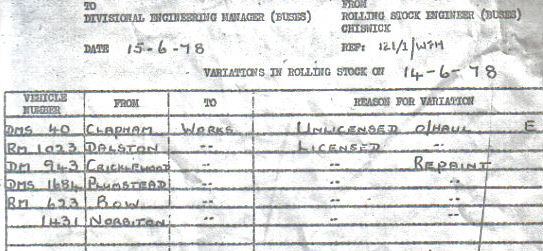 TO FROM
DIVISIONAL ENGINEERING MANAGER (BUSES) ROLLING STOCK ENGINEER (BUSES)
CHISWICK
DATE 15-6-78 REF: 121/1/WTH
VARIATIONS IN ROLLING STOCK ON 14-6-78
VEHICLE NUMBER FROM TO REASON FOR VARIATION
DMS 40 CLAPHAM WORKS UNLICENSED O/HAUL E
RM 1023 DALSTON -"- LICENSED -"-
DM 943 CRICKLEWOOD -"- -"- REPAINT
DMS 1684 PLUMSTEAD -"- -"- -"-
RM 623 BOW -"- -"- -"-
1431 NORBITON -"- -"- -"-